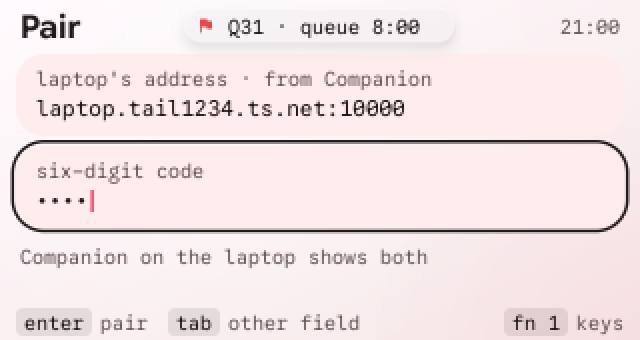 Pair
Q31 · queue 8:00
21:00
laptop's address · from Companion
laptop.tail1234.ts.net:10000
six-digit code
••••
Companion on the laptop shows both
enter pair tab other field fn 1 keys